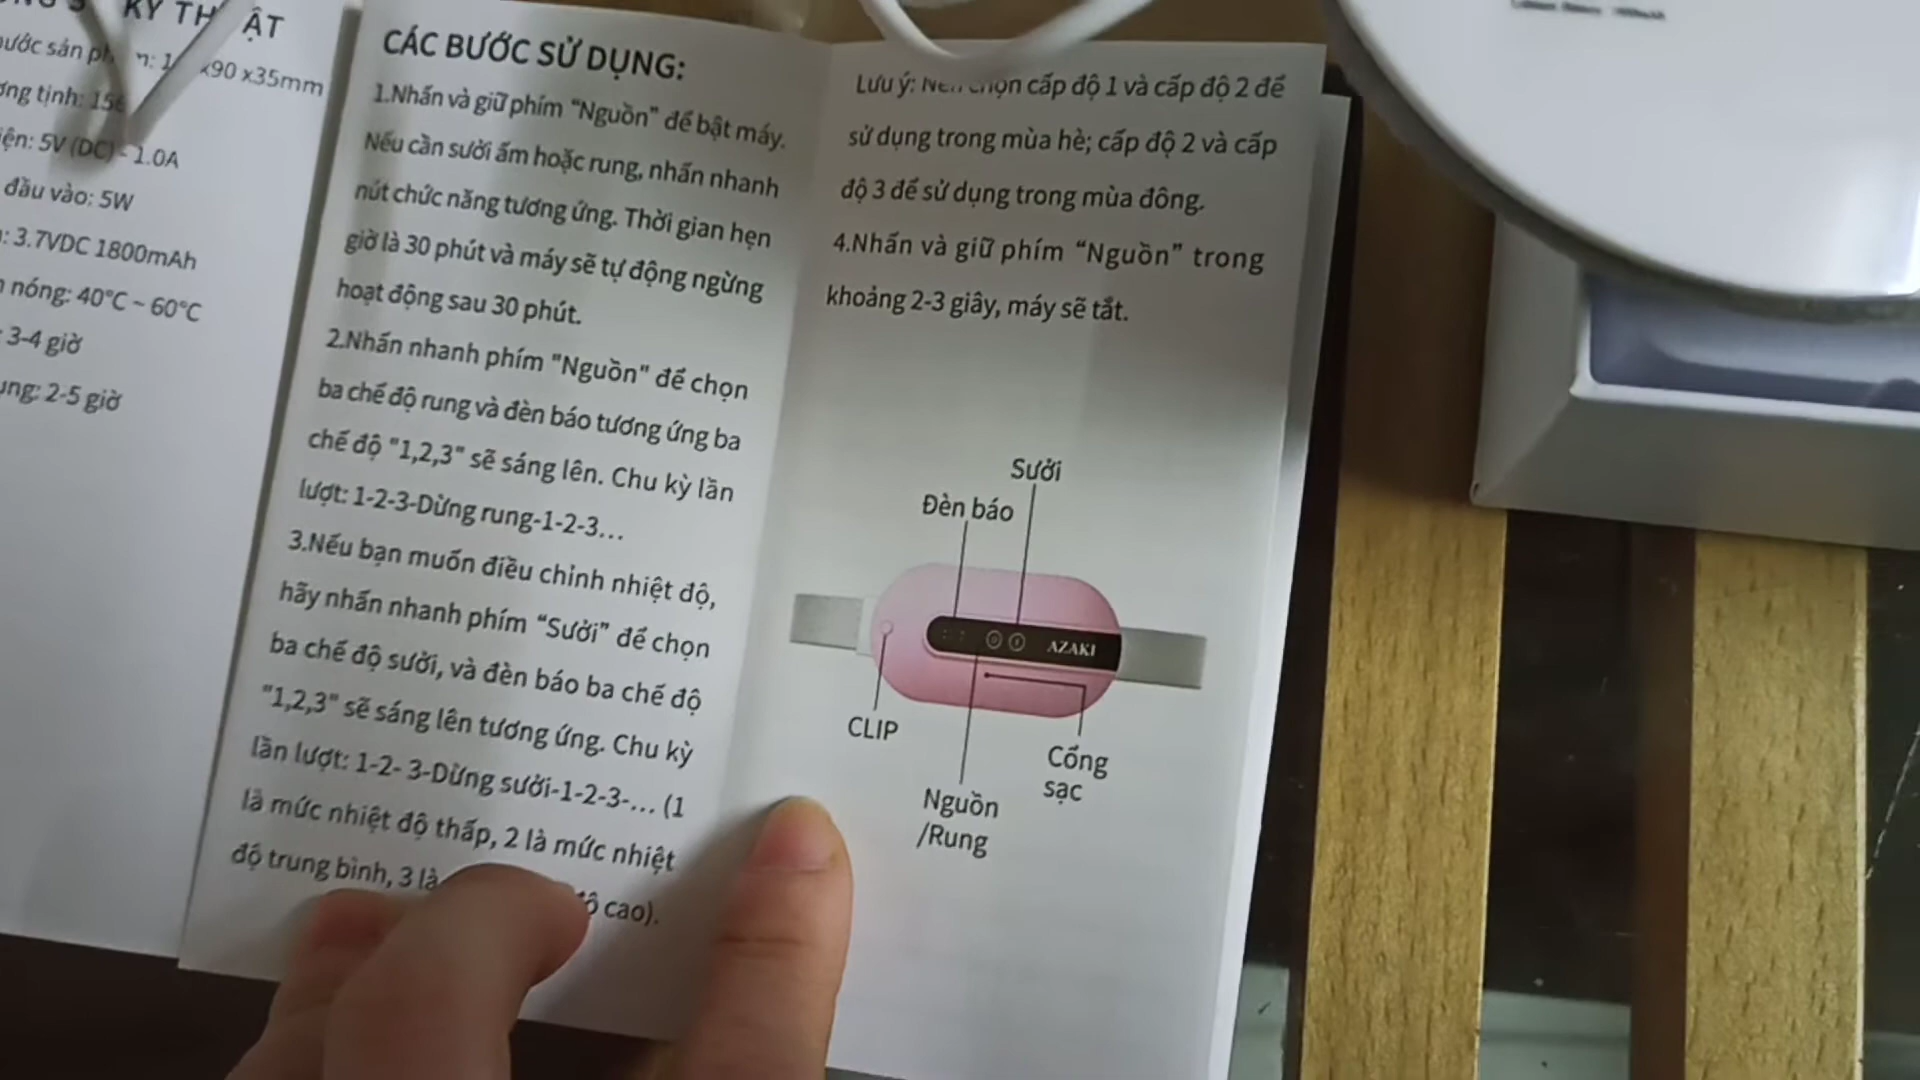 KỸ TH ẬT
ước sản ph m: 1 x90 x35mm
tịnh: 156
5V (DC) - 1.0A
đầu vào: 5W
: 3.7VDC 1800mAh
nóng: 40°C ~ 60°C
: 3-4 giờ
2-5 giờ
CÁC BƯỚC SỬ DỤNG:
1.Nhấn và giữ phím “Nguồn” để bật máy.
Nếu cần sưởi ấm hoặc rung, nhấn nhanh
nút chức năng tương ứng. Thời gian hẹn
giờ là 30 phút và máy sẽ tự động ngừng
hoạt động sau 30 phút.
2.Nhấn nhanh phím "Nguồn" để chọn
ba chế độ rung và đèn báo tương ứng ba
chế độ "1,2,3" sẽ sáng lên. Chu kỳ lần
lượt: 1-2-3-Dừng rung-1-2-3...
3.Nếu bạn muốn điều chỉnh nhiệt độ,
hãy nhấn nhanh phím “Sưởi” để chọn
ba chế độ sưởi, và đèn báo ba chế độ
"1,2,3" sẽ sáng lên tương ứng. Chu kỳ
lần lượt: 1-2- 3-Dừng sưởi-1-2-3-... (1
là mức nhiệt độ thấp, 2 là mức nhiệt
độ trung bình, 3 là độ cao).
Lưu ý: Nên chọn cấp độ 1 và cấp độ 2 để
sử dụng trong mùa hè; cấp độ 2 và cấp
độ 3 để sử dụng trong mùa đông.
4.Nhấn và giữ phím “Nguồn” trong
khoảng 2-3 giây, máy sẽ tắt.
Sưởi
Đèn báo
AZAKI
CLIP
Cổng
sạc
Nguồn
/Rung